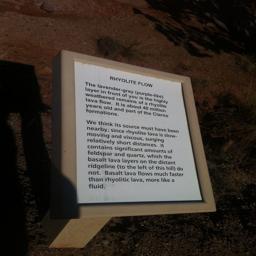 RHYOLITE FLOW
The lavender-gray (purple-like)
layer in front of you is the highly
weathered remains of a rhyolite
lava flow. It is about 40 million
years old and part of the Clarno
formations.
We think its source must have been
nearby, since rhyolite lava is slow-
moving and viscous, surging
relatively short distances. It
contains significant amounts of
feldspar and quartz, which the
basalt lava layers on the distant
ridgeline (to the left of this hill) do
not. Basalt lava flows much faster
than rhyolitic lava, more like a
fluid.